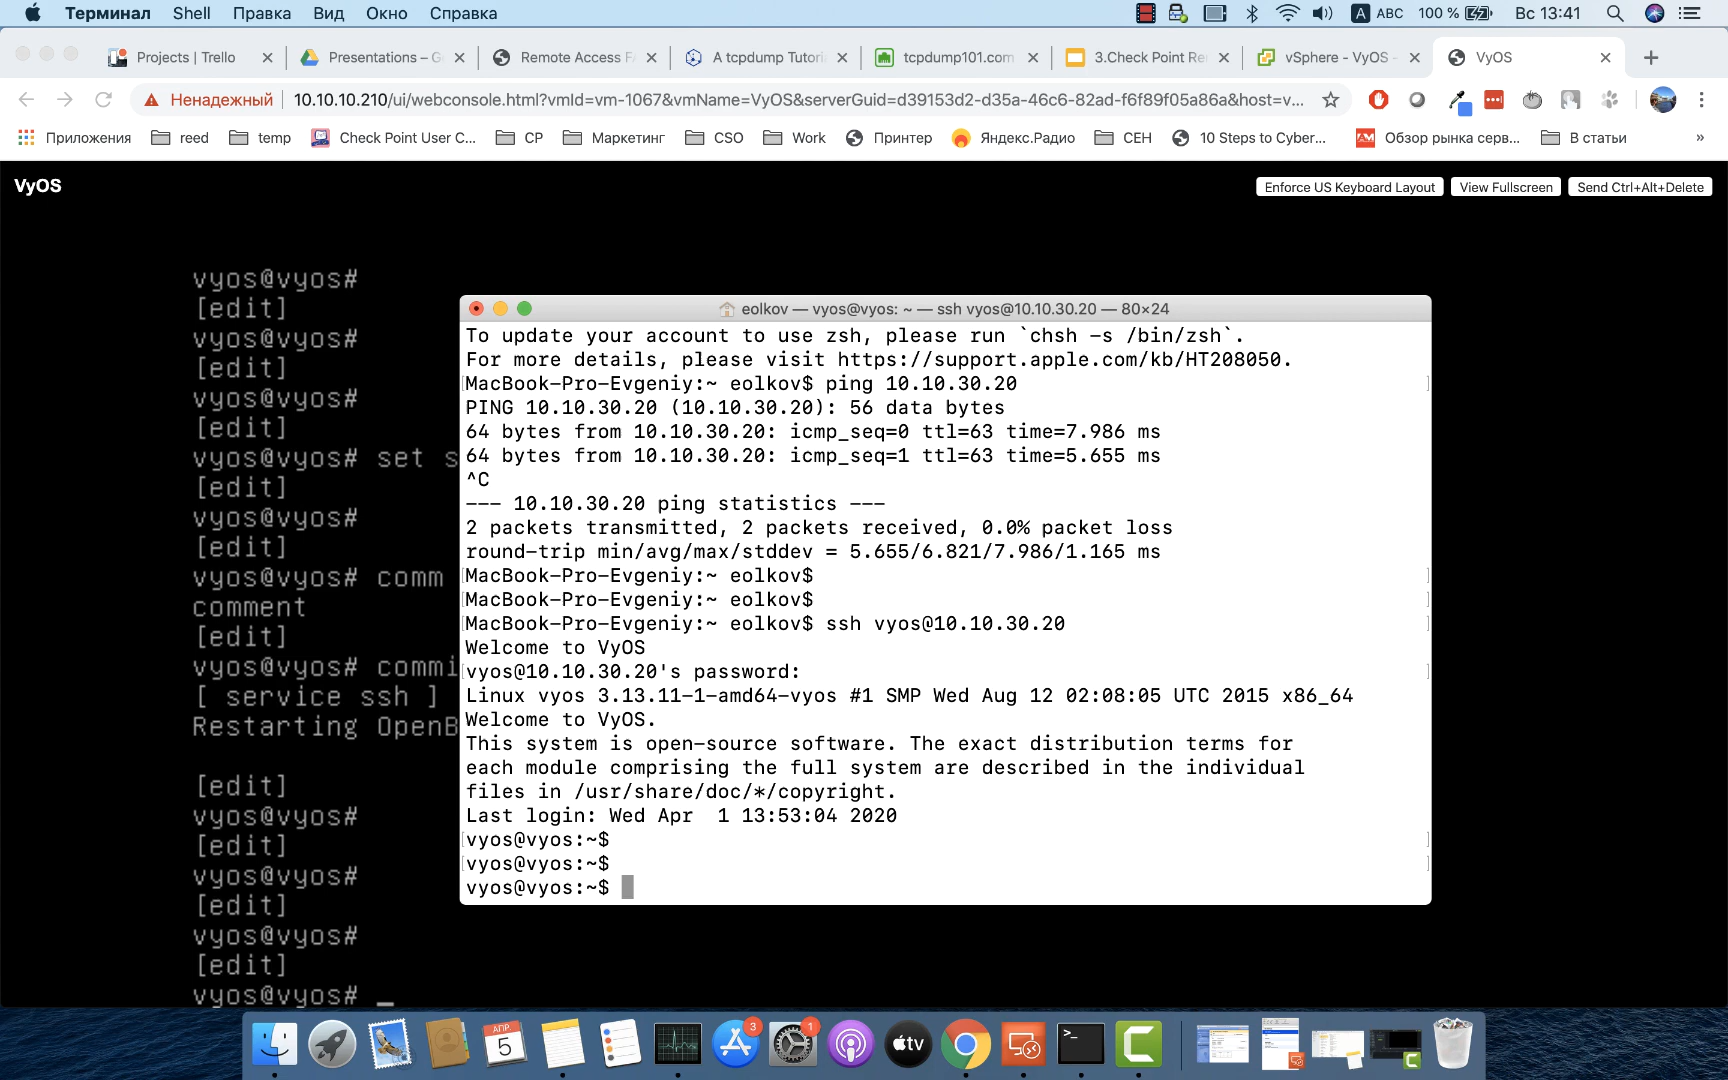 Терминал Shell Правка Вид Окно Справка A ABC 100 % Вс 13:41
Projects | Trello Presentations – G Remote Access FA A tcpdump Tutori tcpdump101.com 3.Check Point Re vSphere - VyOS - VyOS
Ненадежный 10.10.10.210/ui/webconsole.html?vmId=vm-1067&vmName=VyOS&serverGuid=d39153d2-d35a-46c6-82ad-f6f89f05a86a&host=v...
Приложения reed temp Check Point User C... CP Маркетинг CSO Work Принтер Яндекс.Радио CEH 10 Steps to Cyber... AM Обзор рынка серв... В статьи »
VyOS
Enforce US Keyboard Layout View Fullscreen Send Ctrl+Alt+Delete
vyos@vyos#
[edit]
vyos@vyos#
[edit]
vyos@vyos#
[edit]
vyos@vyos# set s
[edit]
vyos@vyos#
[edit]
vyos@vyos# comm
comment
[edit]
vyos@vyos# commi
[ service ssh ]
Restarting OpenB
[edit]
vyos@vyos#
[edit]
vyos@vyos#
[edit]
vyos@vyos#
[edit]
vyos@vyos# _
eolkov — vyos@vyos: ~ — ssh vyos@10.10.30.20 — 80×24
To update your account to use zsh, please run `chsh -s /bin/zsh`.
For more details, please visit https://support.apple.com/kb/HT208050.
MacBook-Pro-Evgeniy:~ eolkov$ ping 10.10.30.20
PING 10.10.30.20 (10.10.30.20): 56 data bytes
64 bytes from 10.10.30.20: icmp_seq=0 ttl=63 time=7.986 ms
64 bytes from 10.10.30.20: icmp_seq=1 ttl=63 time=5.655 ms
^C
--- 10.10.30.20 ping statistics ---
2 packets transmitted, 2 packets received, 0.0% packet loss
round-trip min/avg/max/stddev = 5.655/6.821/7.986/1.165 ms
MacBook-Pro-Evgeniy:~ eolkov$
MacBook-Pro-Evgeniy:~ eolkov$
MacBook-Pro-Evgeniy:~ eolkov$ ssh vyos@10.10.30.20
Welcome to VyOS
vyos@10.10.30.20's password:
Linux vyos 3.13.11-1-amd64-vyos #1 SMP Wed Aug 12 02:08:05 UTC 2015 x86_64
Welcome to VyOS.
This system is open-source software. The exact distribution terms for
each module comprising the full system are described in the individual
files in /usr/share/doc/*/copyright.
Last login: Wed Apr  1 13:53:04 2020
vyos@vyos:~$
vyos@vyos:~$
vyos@vyos:~$
АПР 5 3 1 tv >_